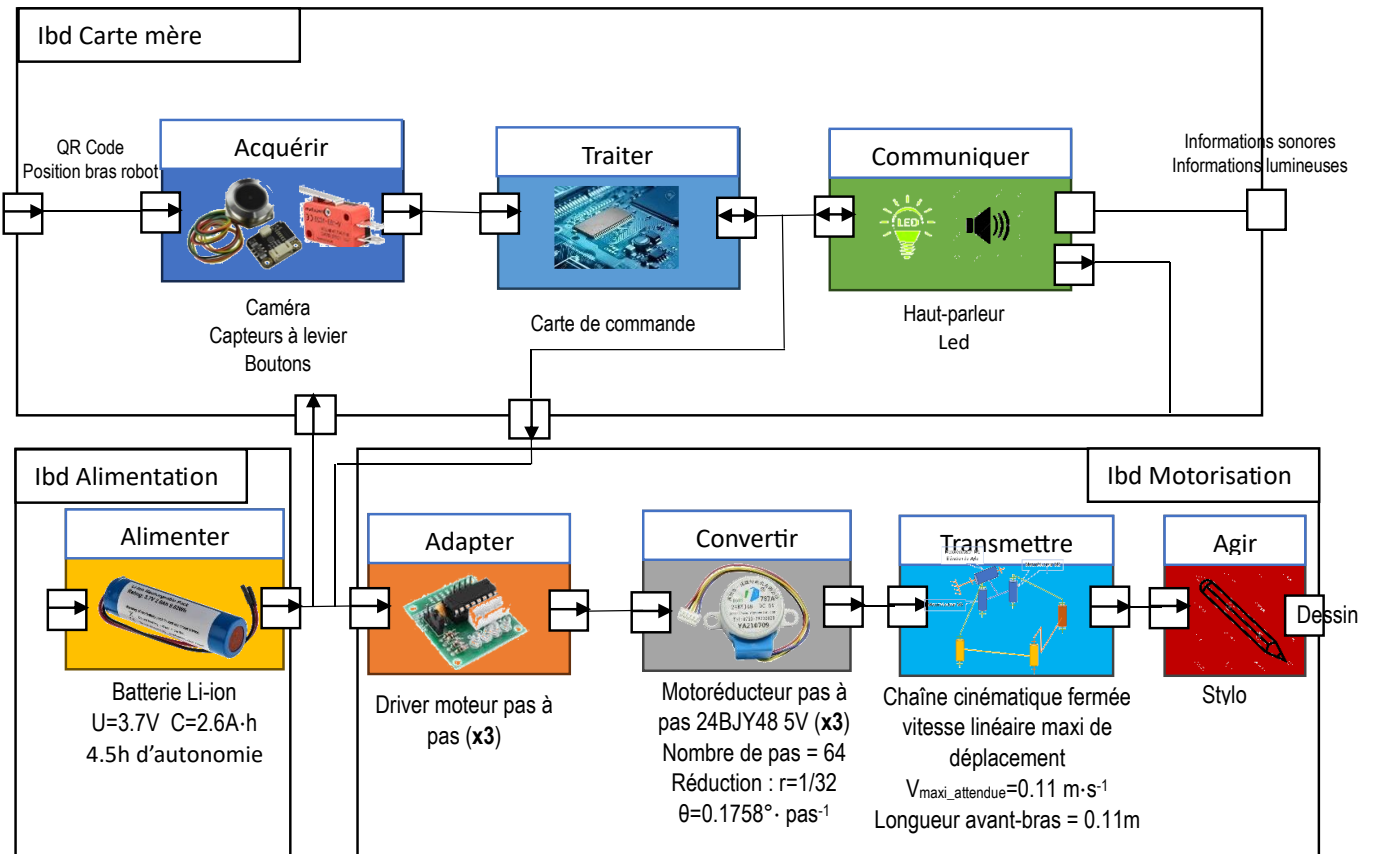 Ibd Carte mère
QR Code
Position bras robot
Acquérir
Traiter
Communiquer
Informations sonores
Informations lumineuses
LED
Caméra
Capteurs à levier
Boutons
Carte de commande
Haut-parleur
Led
Ibd Alimentation
Ibd Motorisation
Alimenter
Adapter
Convertir
Transmettre
Agir
Dessin
Batterie Li-ion
U=3.7V C=2.6A·h
4.5h d'autonomie
Driver moteur pas à
pas (x3)
Motoréducteur pas à
pas 24BJY48 5V (x3)
Nombre de pas = 64
Réduction : r=1/32
θ=0.1758°· pas-1
Chaîne cinématique fermée
vitesse linéaire maxi de
déplacement
Vmaxi_attendue=0.11 m·s-1
Longueur avant-bras = 0.11m
Stylo